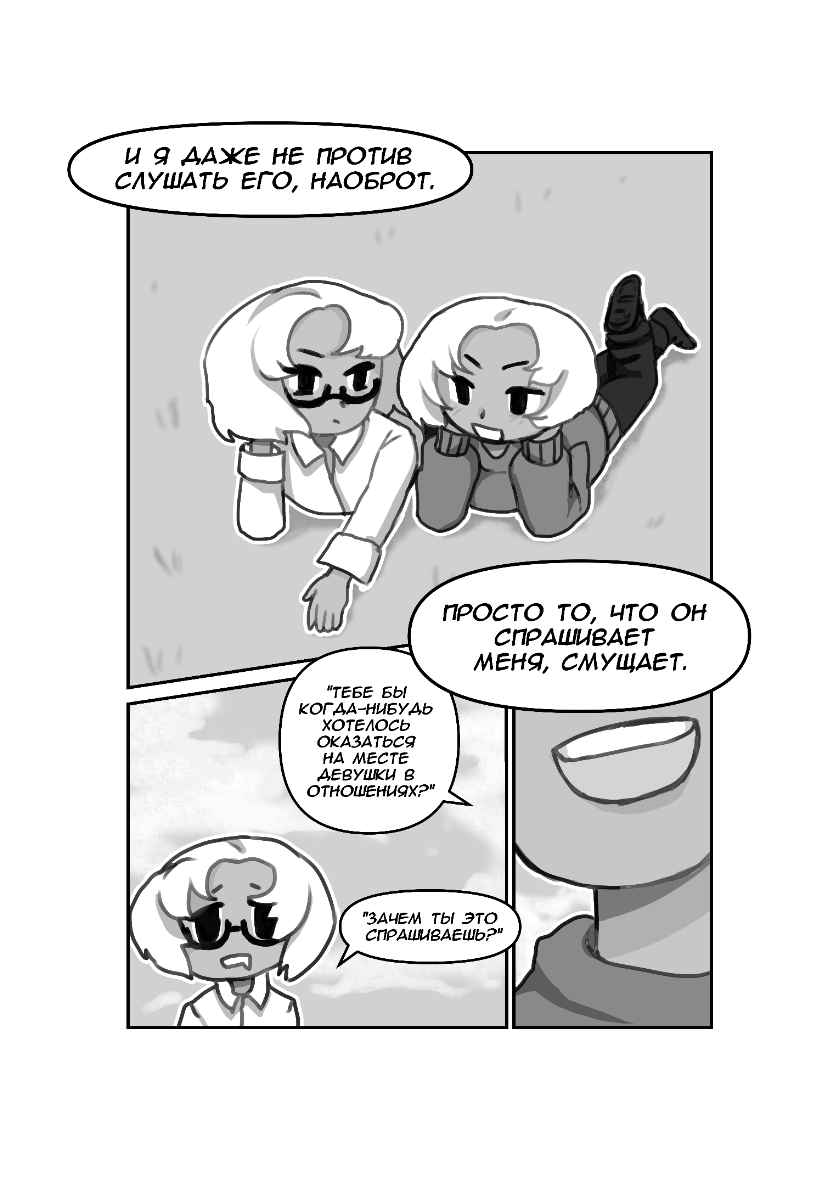 И Я ДАЖЕ НЕ ПРОТИВ
СЛУШАТЬ ЕГО, НАОБРОТ.
ПРОСТО ТО, ЧТО ОН
СПРАШИВАЕТ
МЕНЯ, СМУЩАЕТ.
"ТЕБЕ БЫ
КОГДА-НИБУДЬ
ХОТЕЛОСЬ
ОКАЗАТЬСЯ
НА МЕСТЕ
ДЕВУШКИ В
ОТНОШЕНИЯХ?"
"ЗАЧЕМ ТЫ ЭТО
СПРАШИВАЕШЬ?"